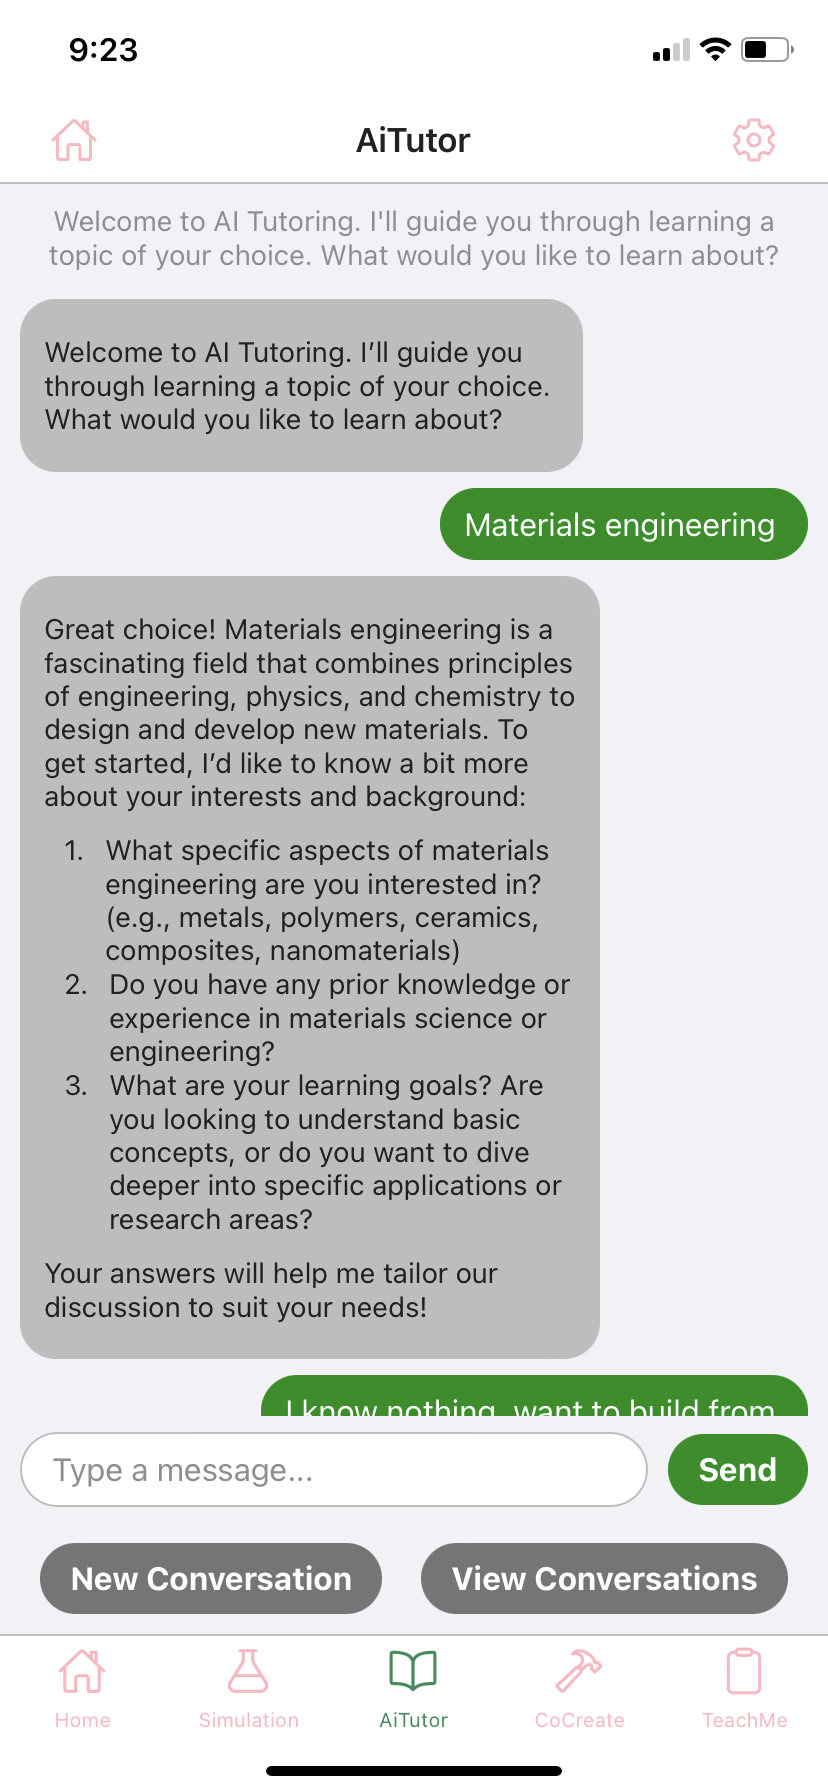 9:23
AiTutor
Welcome to AI Tutoring. I'll guide you through learning a
topic of your choice. What would you like to learn about?
Welcome to AI Tutoring. I’ll guide you
through learning a topic of your choice.
What would you like to learn about?
Materials engineering
Great choice! Materials engineering is a
fascinating field that combines principles
of engineering, physics, and chemistry to
design and develop new materials. To
get started, I’d like to know a bit more
about your interests and background:
1. What specific aspects of materials
engineering are you interested in?
(e.g., metals, polymers, ceramics,
composites, nanomaterials)
2. Do you have any prior knowledge or
experience in materials science or
engineering?
3. What are your learning goals? Are
you looking to understand basic
concepts, or do you want to dive
deeper into specific applications or
research areas?
Your answers will help me tailor our
discussion to suit your needs!
I know nothing, want to build from
Type a message...
Send
New Conversation
View Conversations
Home
Simulation
AiTutor
CoCreate
TeachMe